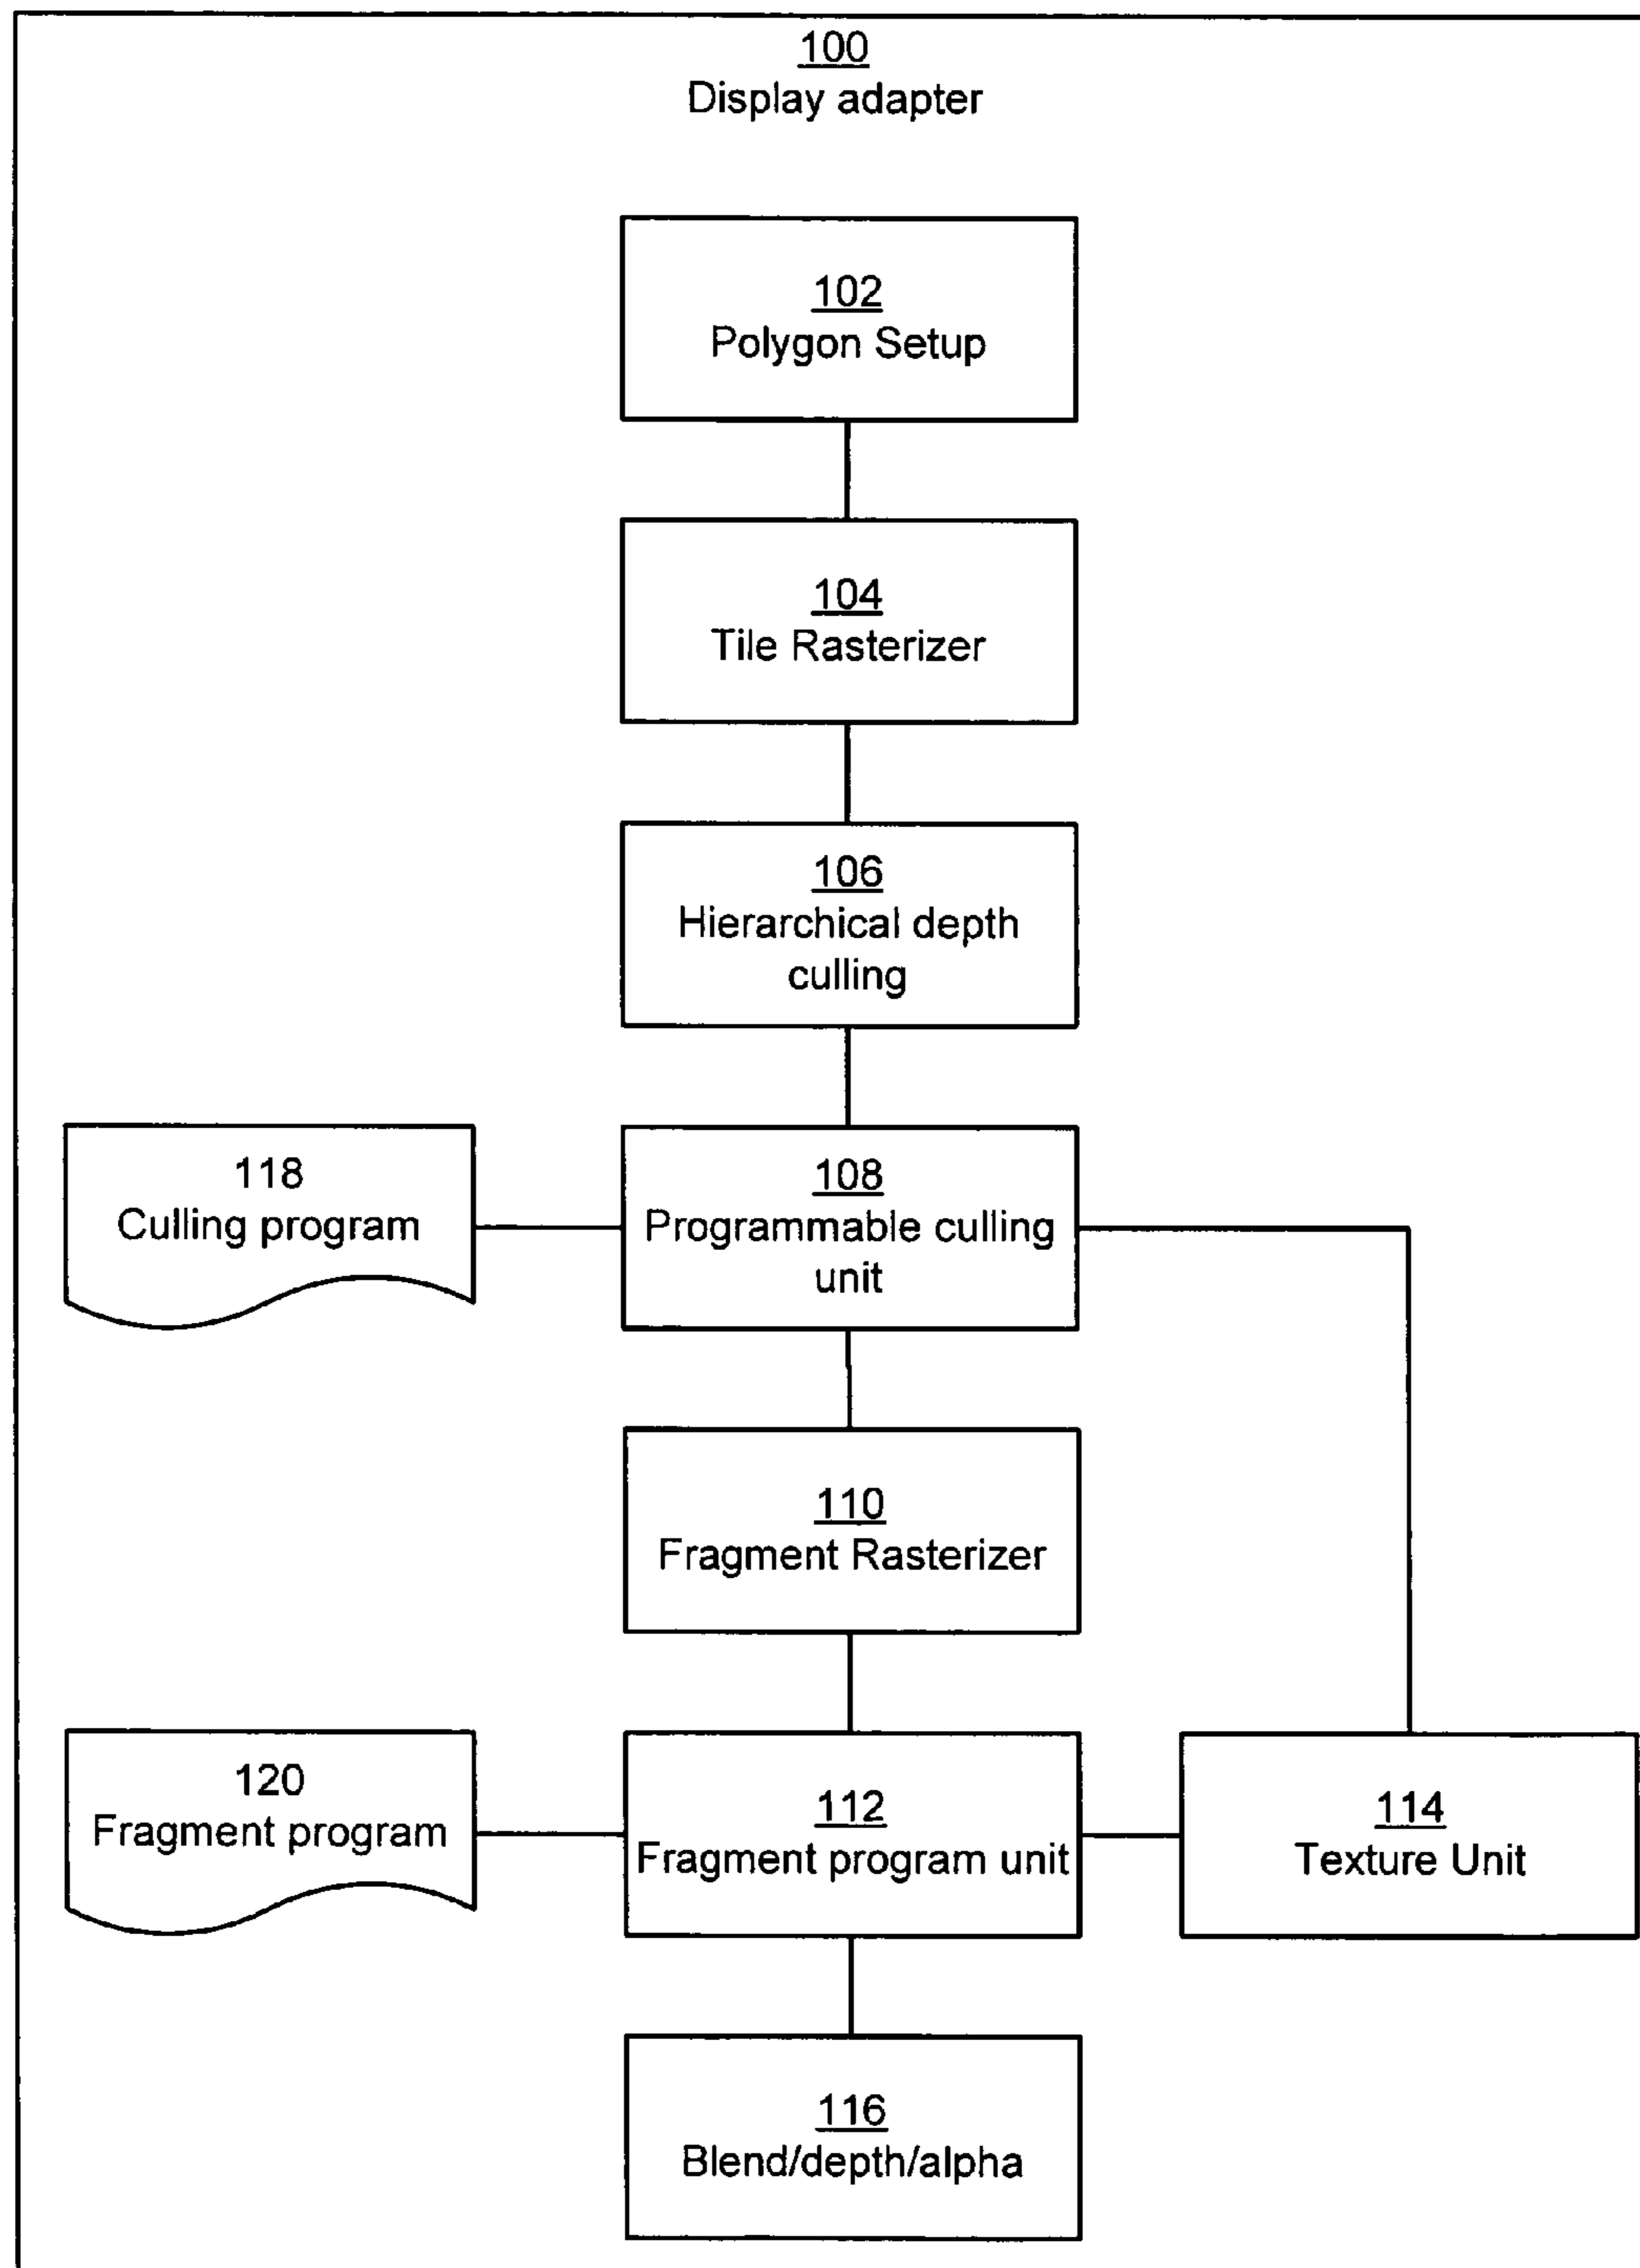 100
Display adapter
102
Polygon Setup
104
Tile Rasterizer
106
Hierarchical depth
culling
118
Culling program
108
Programmable culling
unit
110
Fragment Rasterizer
120
Fragment program
112
Fragment program unit
114
Texture Unit
116
Blend/depth/alpha